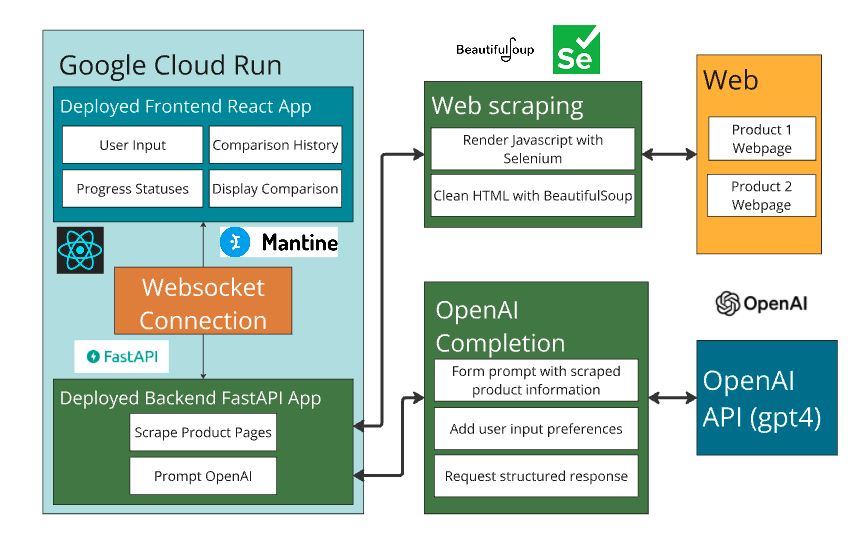 BeautifulSoup
Se
Google Cloud Run
Deployed Frontend React App
User Input
Comparison History
Progress Statuses
Display Comparison
Mantine
Websocket
Connection
FastAPI
Deployed Backend FastAPI App
Scrape Product Pages
Prompt OpenAI
Web scraping
Render Javascript with
Selenium
Clean HTML with BeautifulSoup
Web
Product 1
Webpage
Product 2
Webpage
OpenAI
Completion
Form prompt with scraped
product information
Add user input preferences
Request structured response
OpenAI
OpenAI
API (gpt4)